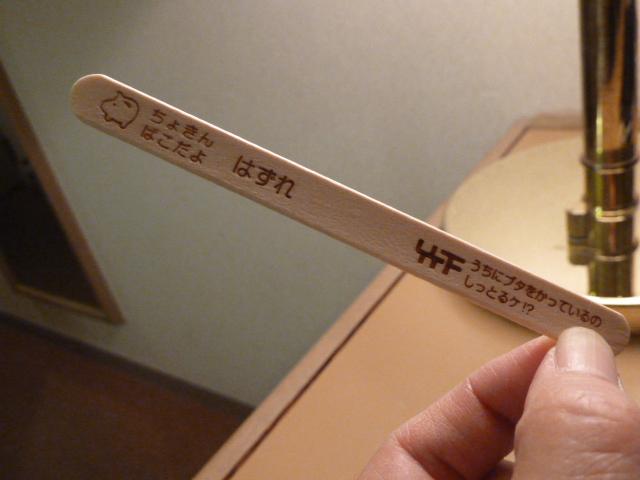 ちょきん
ばこだよ
はずれ
うちにブタをかっているの
しっとるケ!?